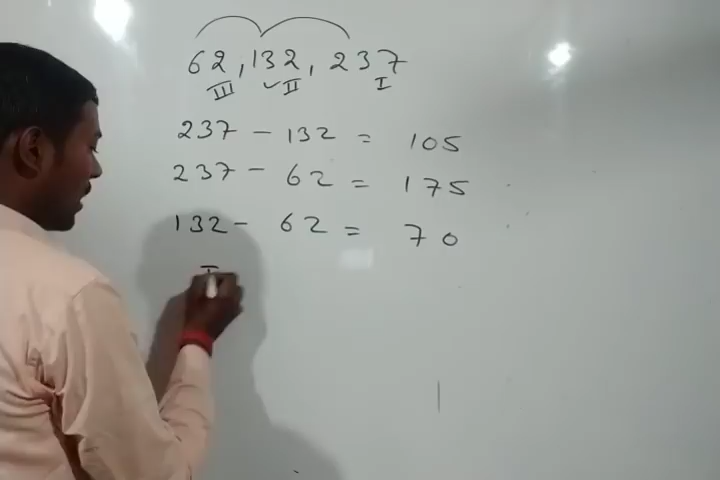 62, 132, 237
III ✓II I
237 - 132 = 105
237 - 62 = 175
132 - 62 = 70